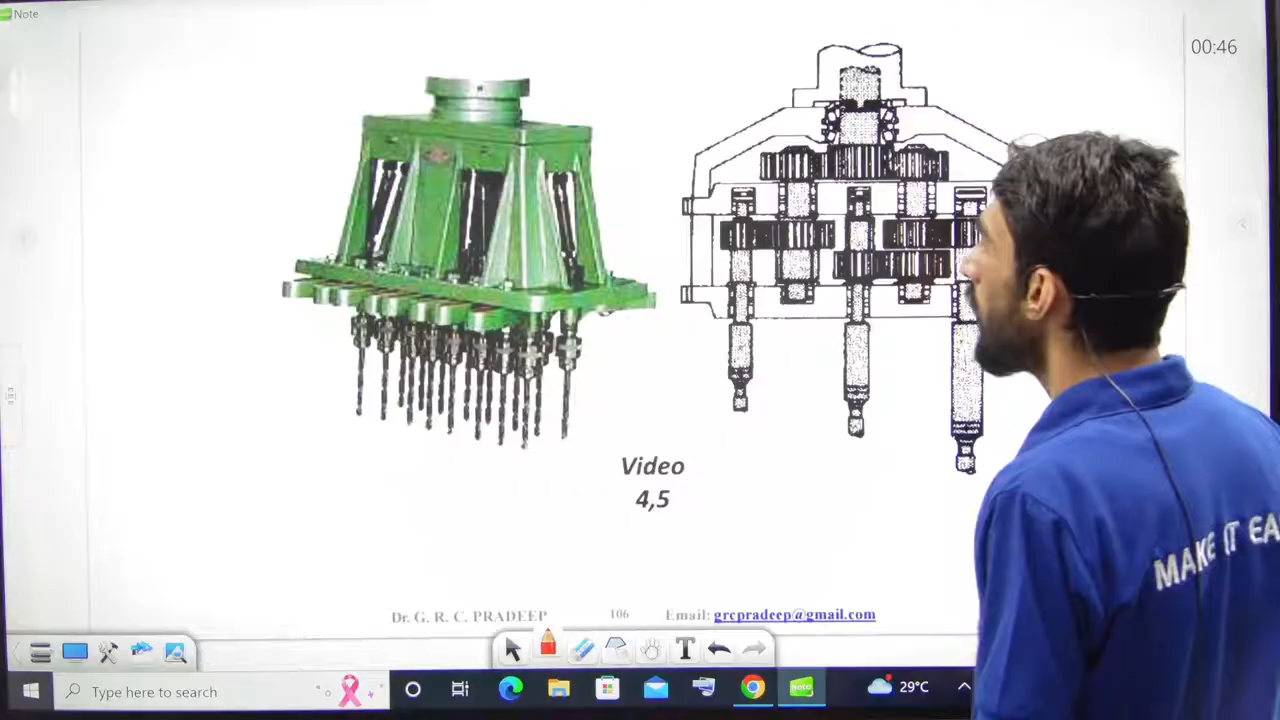 Note
00:46
Video
4,5
Dr. G. R. C. PRADEEP 106 Email: grcpradeep@gmail.com
MAKE IT EA
T
Type here to search
note
29°C